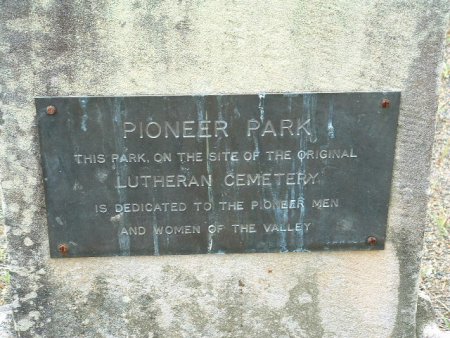 PIONEER PARK
THIS PARK, ON THE SITE OF THE ORIGINAL
LUTHERAN CEMETERY
IS DEDICATED TO THE PIONEER MEN
AND WOMEN OF THE VALLEY